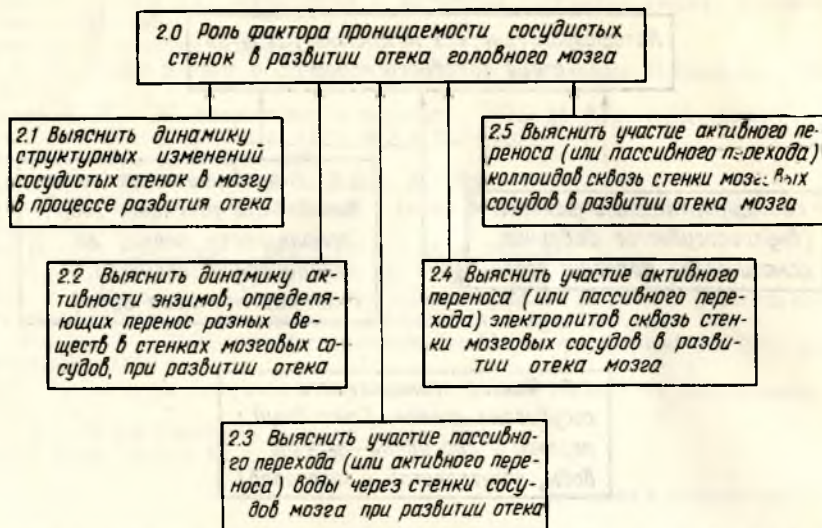 2.0 Роль фактора проницаемости сосудистых
стенок в развитии отека головного мозга
2.1 Выяснить динамику
структурных изменений
сосудистых стенок в мозгу
в процессе развития отека
2.2 Выяснить динамику ак-
тивности энзимов, определя-
ющих перенос разных ве-
ществ в стенках мозговых со-
судов, при развитии отека
2.3 Выяснить участие пассивно-
го перехода (или активного пере-
носа) воды через стенки сосу-
дов мозга при развитии отека
2.4 Выяснить участие активного
переноса (или пассивного пере-
хода) электролитов сквозь стен-
ки мозговых сосудов в разви-
тии отека мозга
2.5 Выяснить участие активного пе-
реноса (или пассивного перехода)
коллоидов сквозь стенки мозговых
сосудов в развитии отека мозга